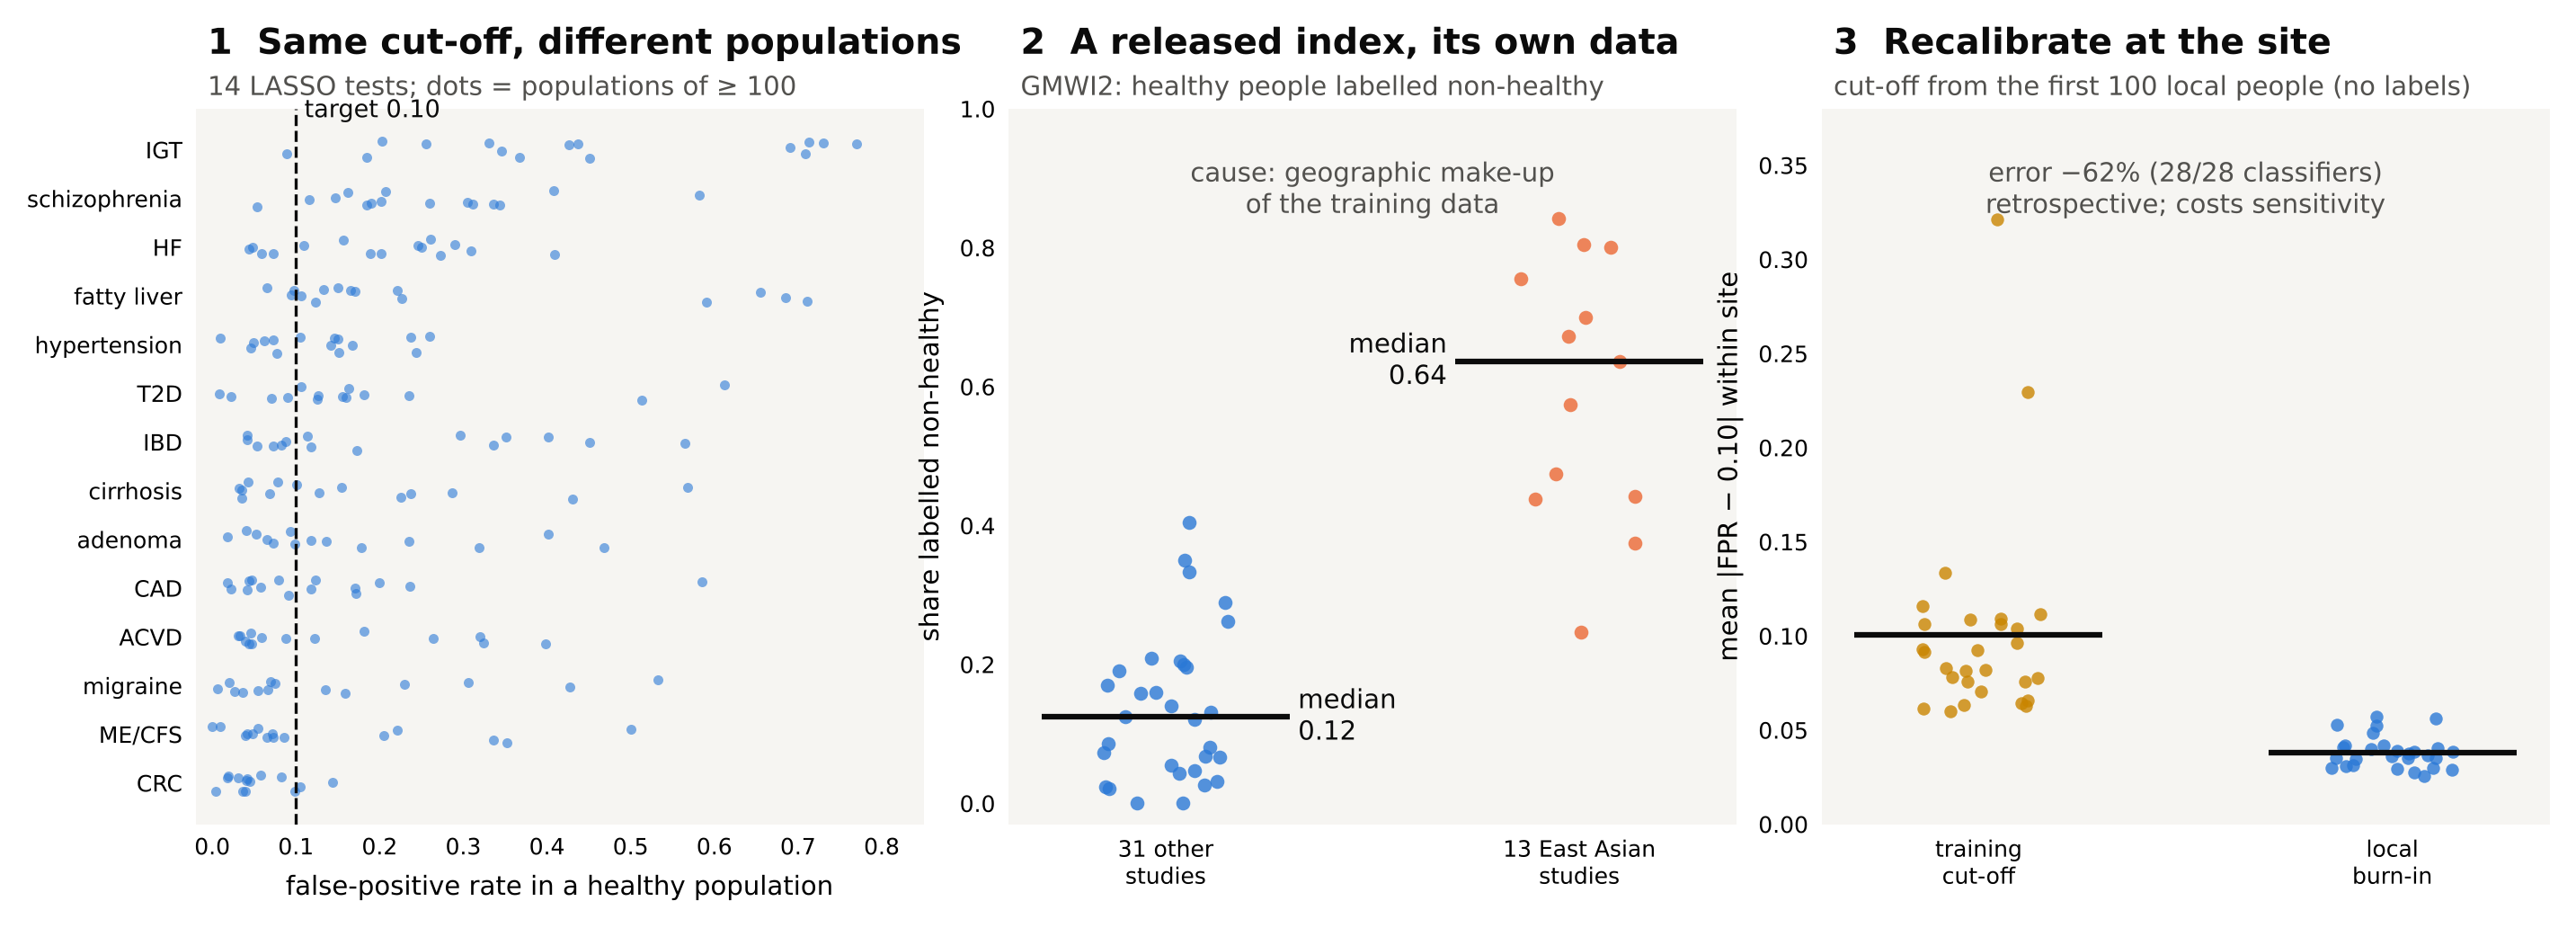 1 Same cut-off, different populations
14 LASSO tests; dots = populations of ≥ 100
target 0.10
IGT
schizophrenia
HF
fatty liver
hypertension
T2D
IBD
cirrhosis
adenoma
CAD
ACVD
migraine
ME/CFS
CRC
0.0 0.1 0.2 0.3 0.4 0.5 0.6 0.7 0.8
false-positive rate in a healthy population
2 A released index, its own data
GMWI2: healthy people labelled non-healthy
share labelled non-healthy
1.0
0.8
0.6
0.4
0.2
0.0
cause: geographic make-up
of the training data
median
0.64
median
0.12
31 other
studies
13 East Asian
studies
3 Recalibrate at the site
cut-off from the first 100 local people (no labels)
mean |FPR − 0.10| within site
0.35
0.30
0.25
0.20
0.15
0.10
0.05
0.00
error −62% (28/28 classifiers)
retrospective; costs sensitivity
training
cut-off
local
burn-in